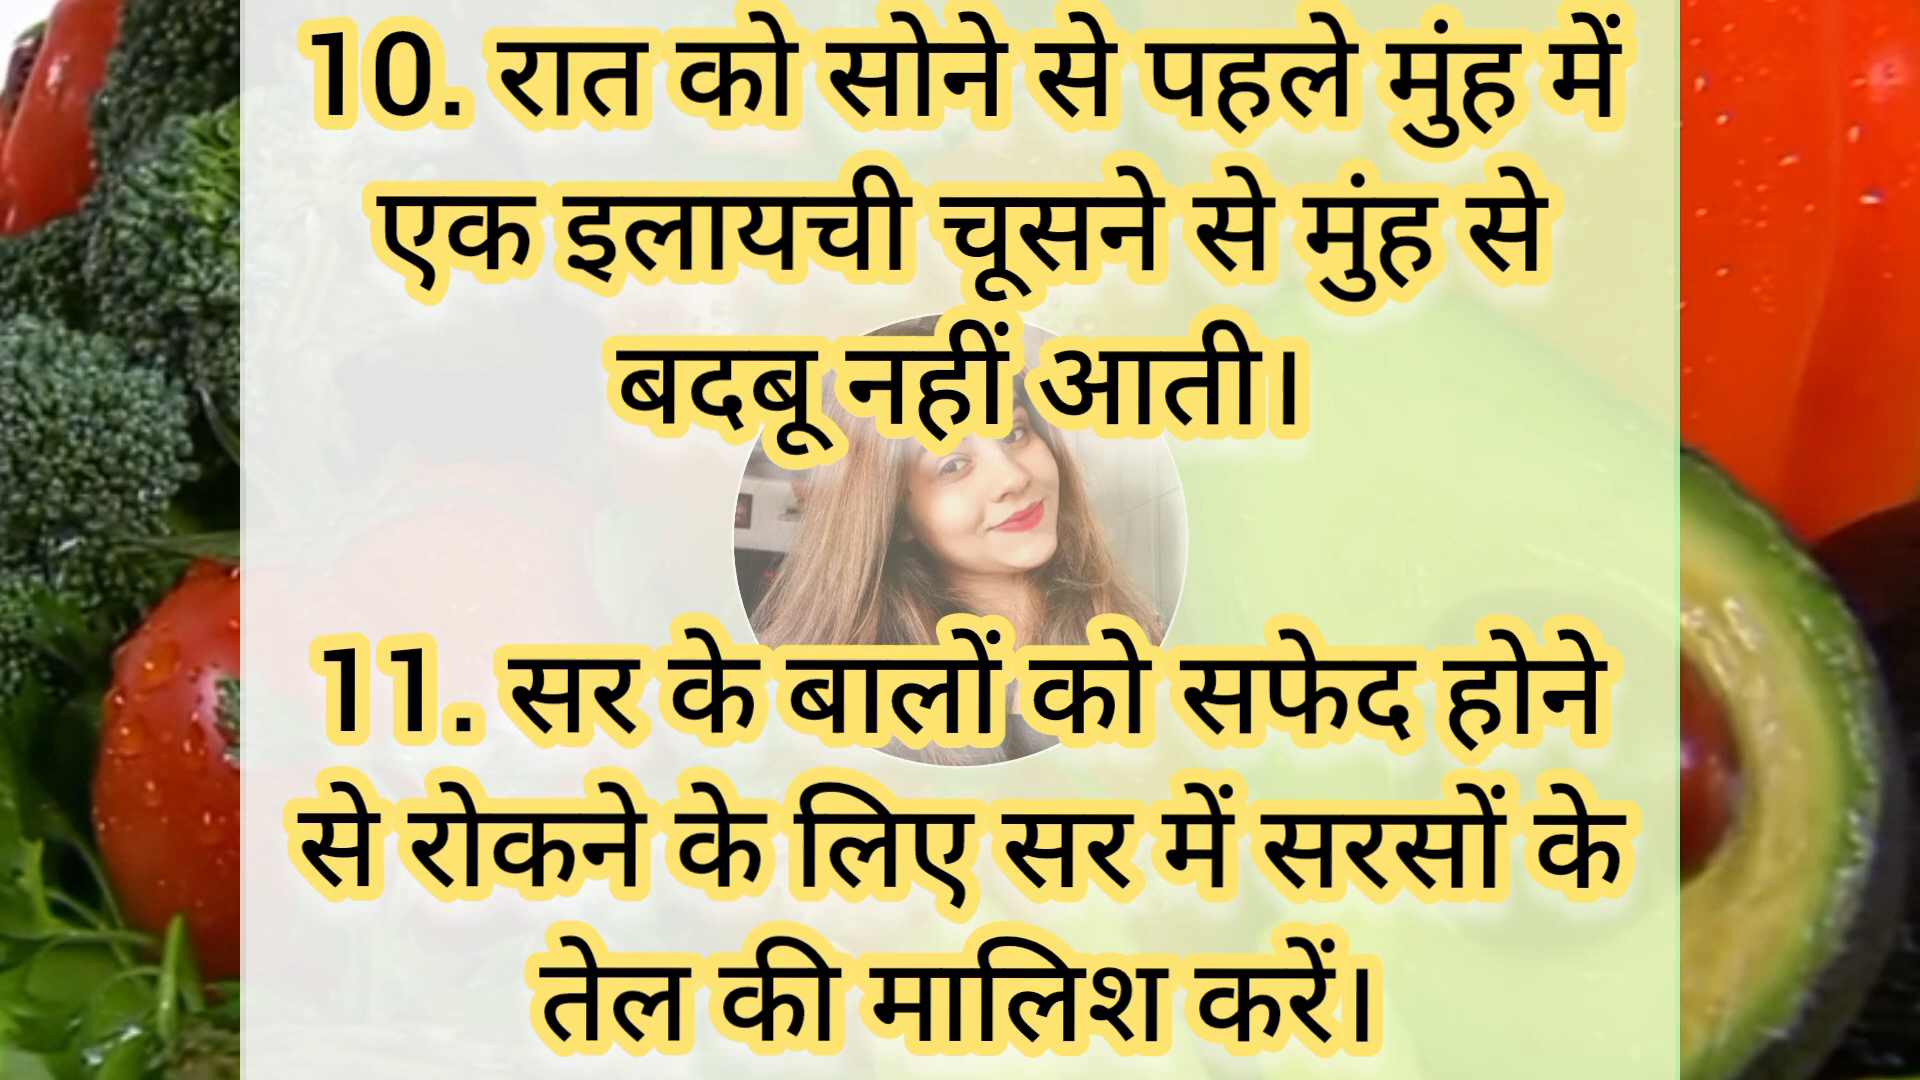 10. रात को सोने से पहले मुंह में
एक इलायची चूसने से मुंह से
बदबू नहीं आती।
11. सर के बालों को सफेद होने
से रोकने के लिए सर में सरसों के
तेल की मालिश करें।